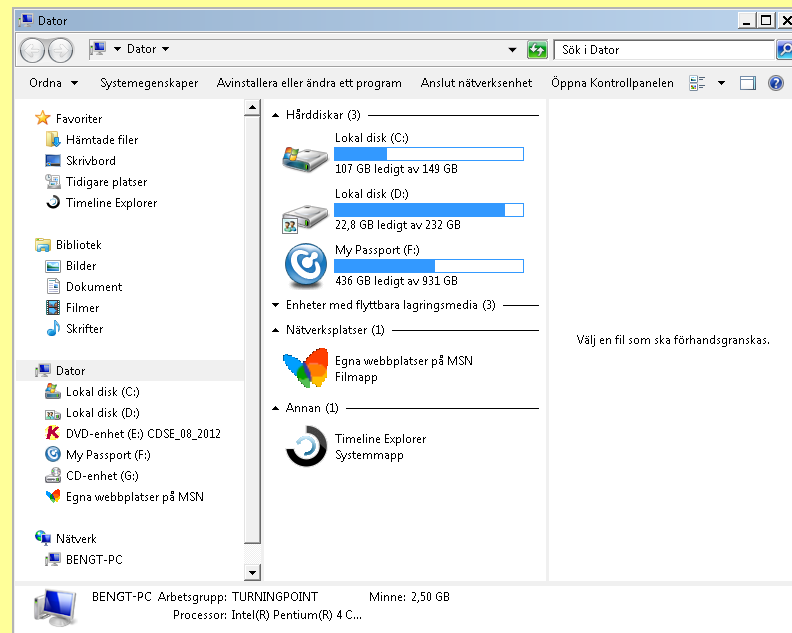 Dator
Dator
Sök i Dator
Ordna Systemegenskaper Avinstallera eller ändra ett program Anslut nätverksenhet Öppna Kontrollpanelen
Favoriter
Hämtade filer
Skrivbord
Tidigare platser
Timeline Explorer
Bibliotek
Bilder
Dokument
Filmer
Skrifter
Dator
Lokal disk (C:)
Lokal disk (D:)
DVD-enhet (E:) CDSE_08_2012
My Passport (F:)
CD-enhet (G:)
Egna webbplatser på MSN
Nätverk
BENGT-PC
Hårddiskar (3)
Lokal disk (C:)
107 GB ledigt av 149 GB
Lokal disk (D:)
22,8 GB ledigt av 232 GB
My Passport (F:)
436 GB ledigt av 931 GB
Enheter med flyttbara lagringsmedia (3)
Nätverksplatser (1)
Egna webbplatser på MSN
Filmapp
Annan (1)
Timeline Explorer
Systemmapp
Välj en fil som ska förhandsgranskas.
BENGT-PC Arbetsgrupp: TURNINGPOINT Minne: 2,50 GB
Processor: Intel(R) Pentium(R) 4 C...